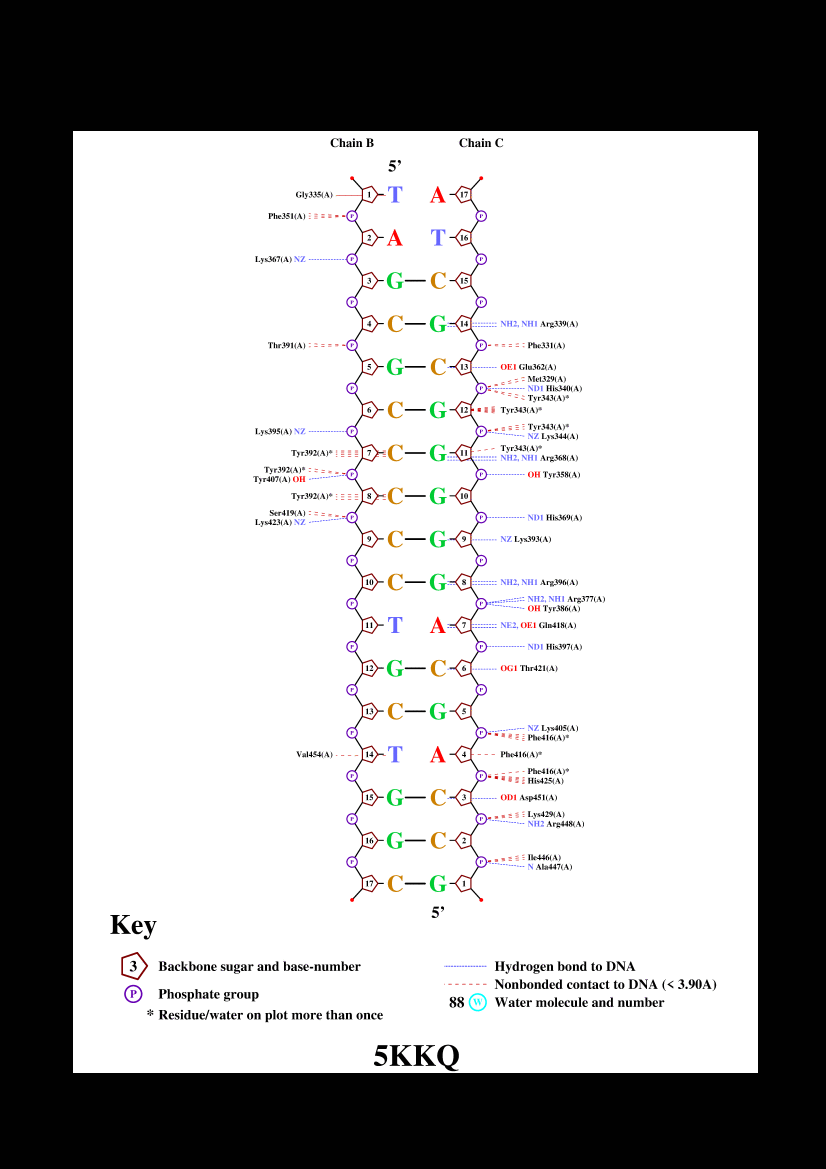 Chain B Chain C
5’
Gly335(A) 1 T A 17
Phe351(A) P P
2 A T 16
Lys367(A) NZ P P
3 G C 15
P P
4 C G 14 NH2, NH1 Arg339(A)
Thr391(A) P P Phe331(A)
5 G C 13 OE1 Glu362(A)
Met329(A)
P P ND1 His340(A)
Tyr343(A)*
6 C G 12 Tyr343(A)*
Tyr343(A)*
Lys395(A) NZ P P
NZ Lys344(A)
Tyr343(A)*
Tyr392(A)* 7 C G 11
NH2, NH1 Arg368(A)
Tyr392(A)*
P P OH Tyr358(A)
Tyr407(A) OH
Tyr392(A)* 8 C G 10
Ser419(A)
P P ND1 His369(A)
Lys423(A) NZ
9 C G 9 NZ Lys393(A)
P P
10 C G 8 NH2, NH1 Arg396(A)
NH2, NH1 Arg377(A)
P P
OH Tyr386(A)
11 T A 7 NE2, OE1 Gln418(A)
P P ND1 His397(A)
12 G C 6 OG1 Thr421(A)
P P
13 C G 5
NZ Lys405(A)
P P
Phe416(A)*
Val454(A) 14 T A 4 Phe416(A)*
Phe416(A)*
P P
His425(A)
15 G C 3 OD1 Asp451(A)
Lys429(A)
P P
NH2 Arg448(A)
16 G C 2
Ile446(A)
P P
N Ala447(A)
17 C G 1
5’
Key
3 Backbone sugar and base-number
P Phosphate group
* Residue/water on plot more than once
Hydrogen bond to DNA
Nonbonded contact to DNA (< 3.90A)
88 W Water molecule and number
5KKQ